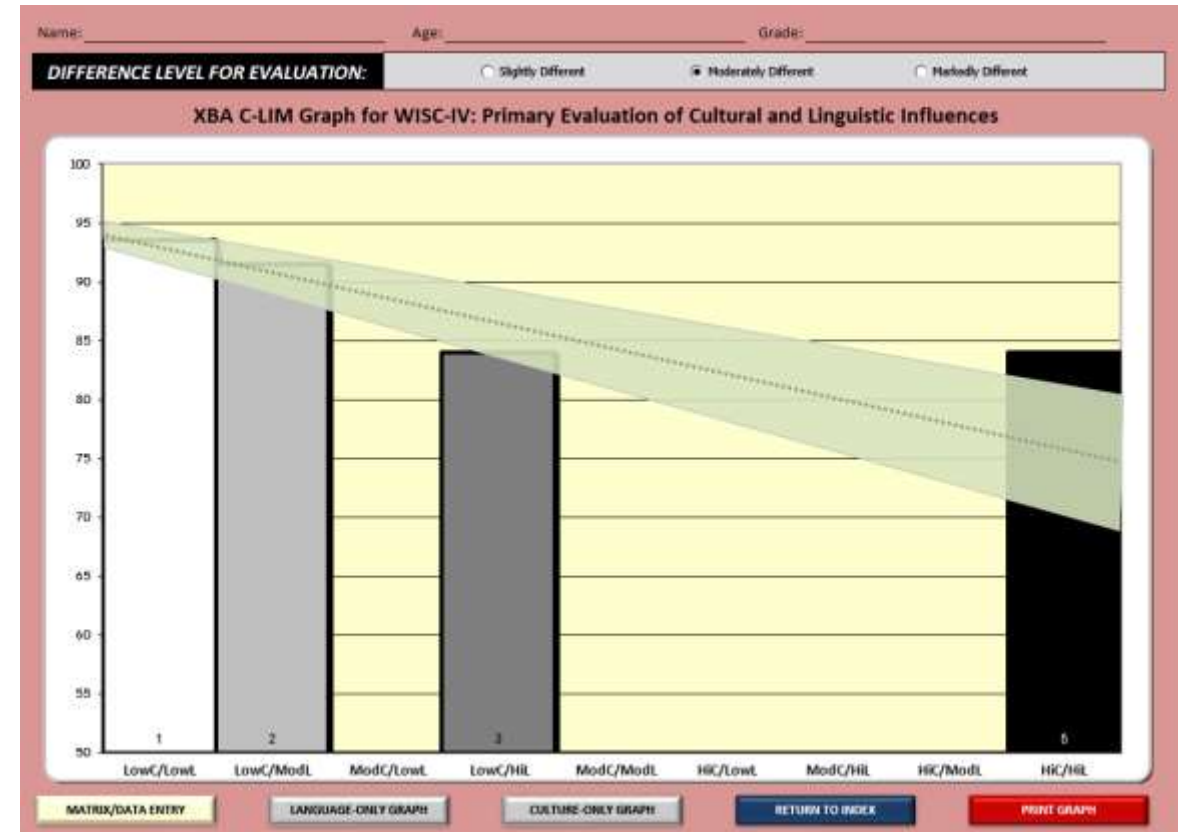 Name: Age: Grade:
DIFFERENCE LEVEL FOR EVALUATION: Slightly Different Moderately Different Markedly Different
XBA C-LIM Graph for WISC-IV: Primary Evaluation of Cultural and Linguistic Influences
100
95
90
85
80
75
70
65
60
55
50
1 2 3
LowC/LowL LowC/ModL ModC/LowL LowC/HiL ModC/ModL HiC/LowL ModC/HiL HiC/ModL HiC/HiL
MATRIX/DATA ENTRY LANGUAGE-ONLY GRAPH CULTURE-ONLY GRAPH RETURN TO INDEX PRINT GRAPH